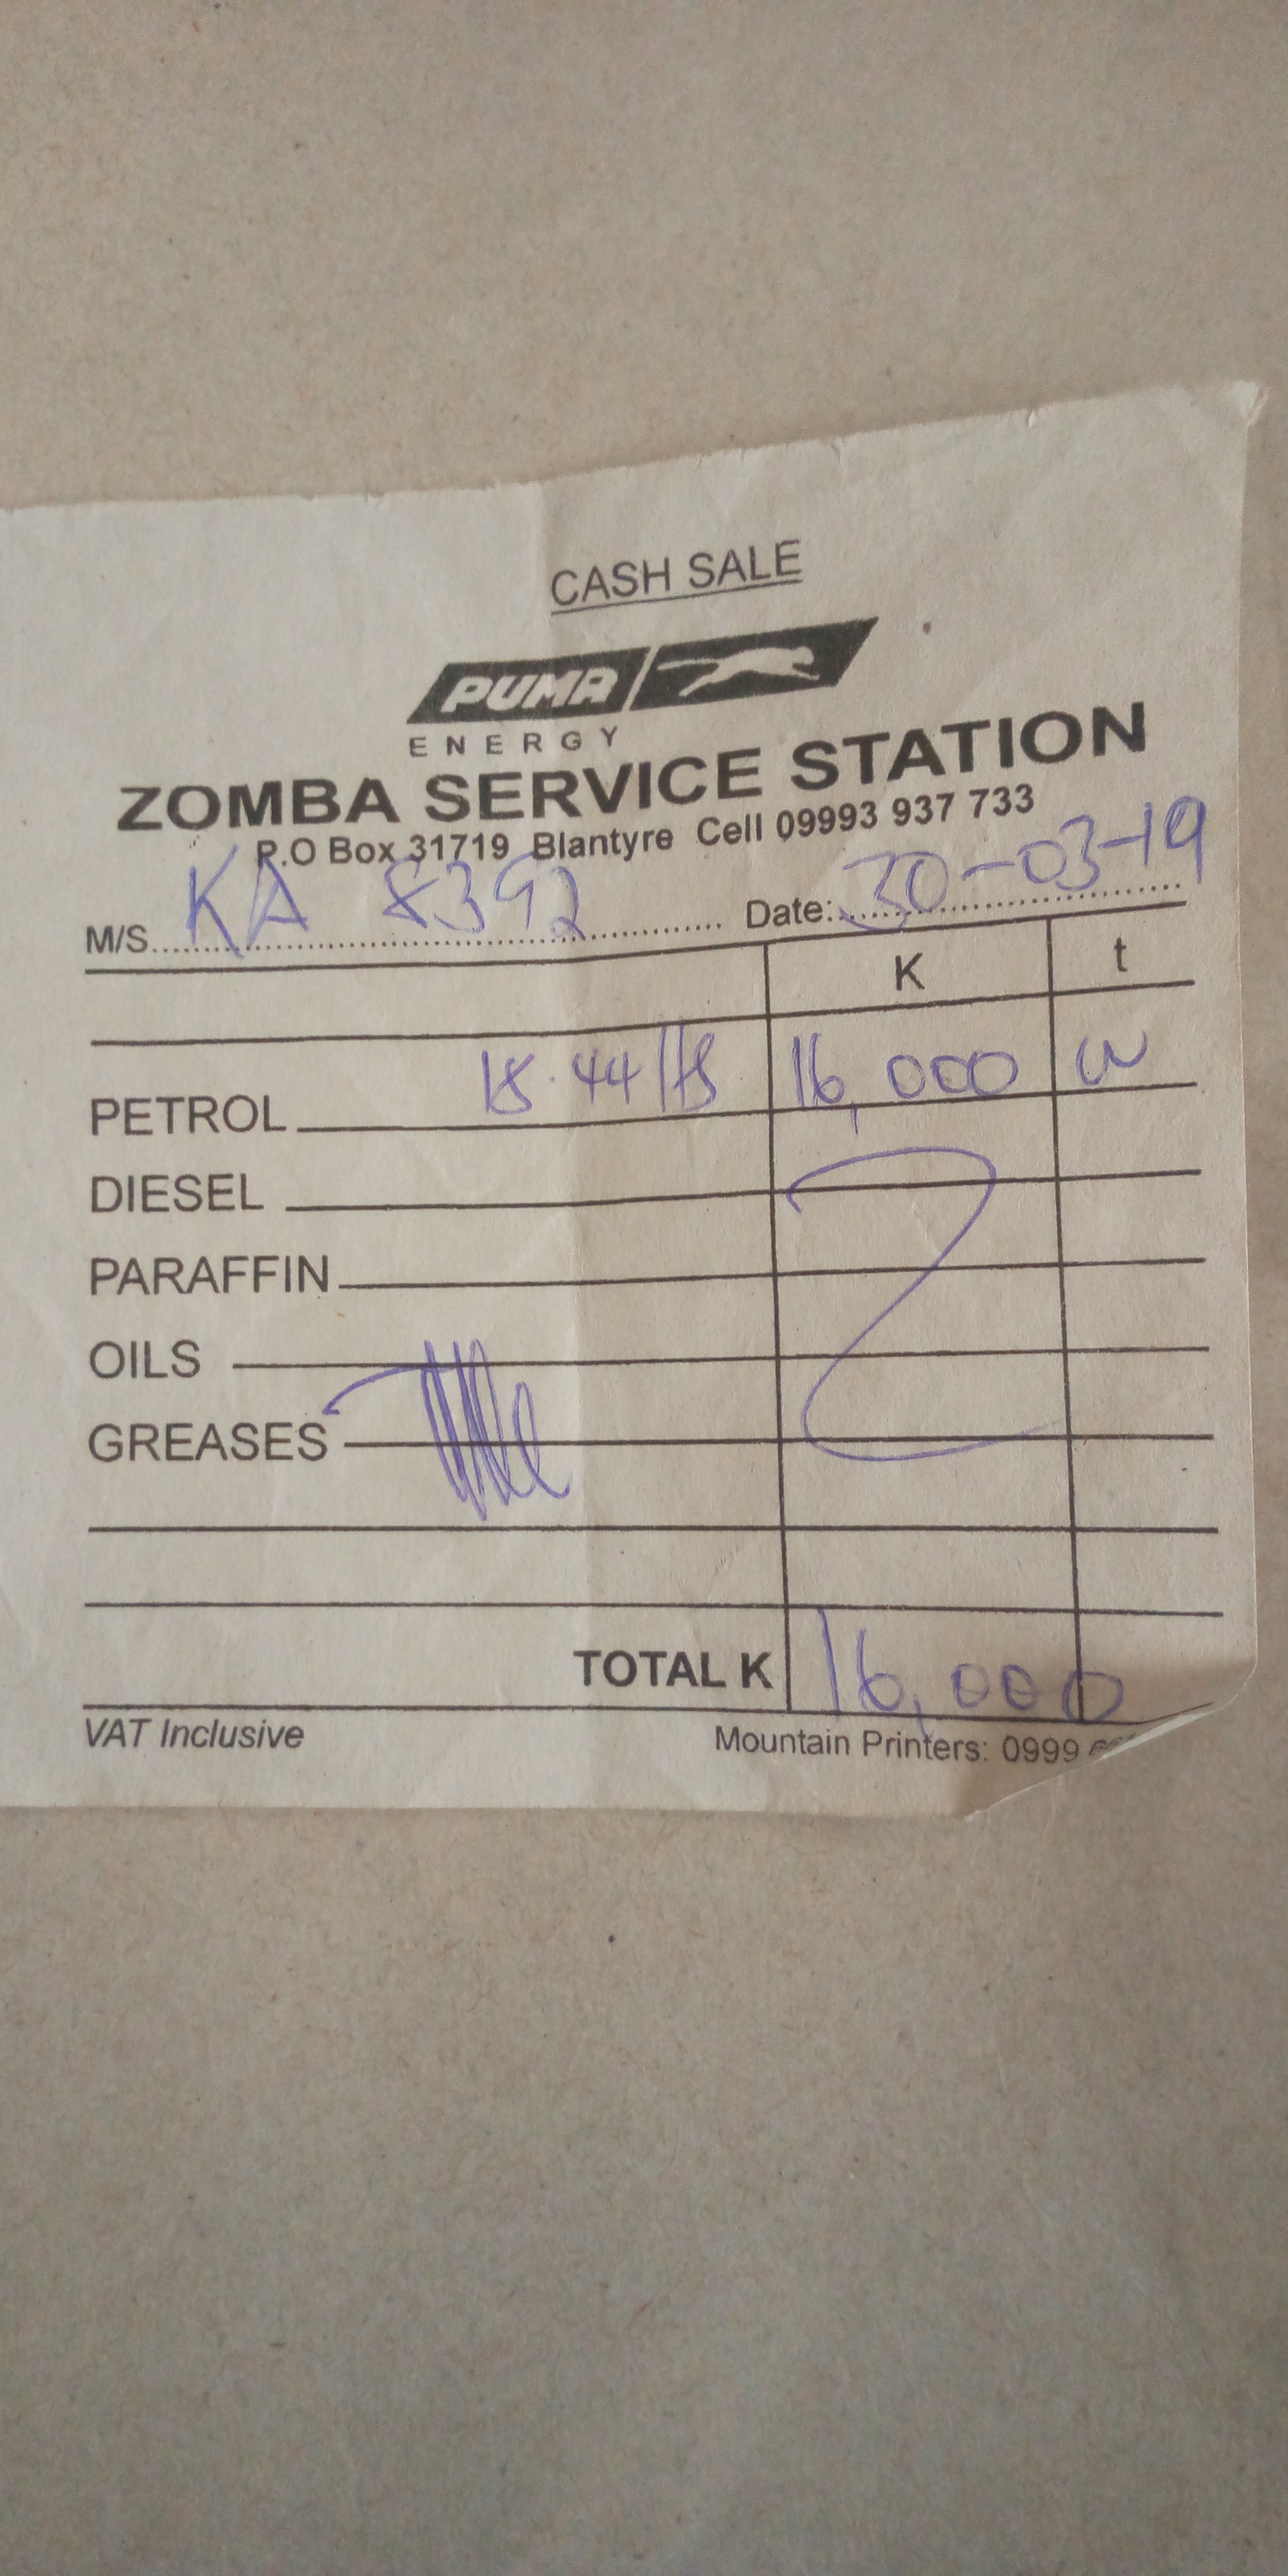 CASH SALE
PUMA
ENERGY
ZOMBA SERVICE STATION
P.O Box 31719 Blantyre Cell 09993 937 733
M/S KA 8392 Date: 30-03-19
K t
PETROL 18.44 lts 16,000
DIESEL
PARAFFIN
OILS
GREASES
TOTAL K 16,000
VAT Inclusive Mountain Printers: 0999